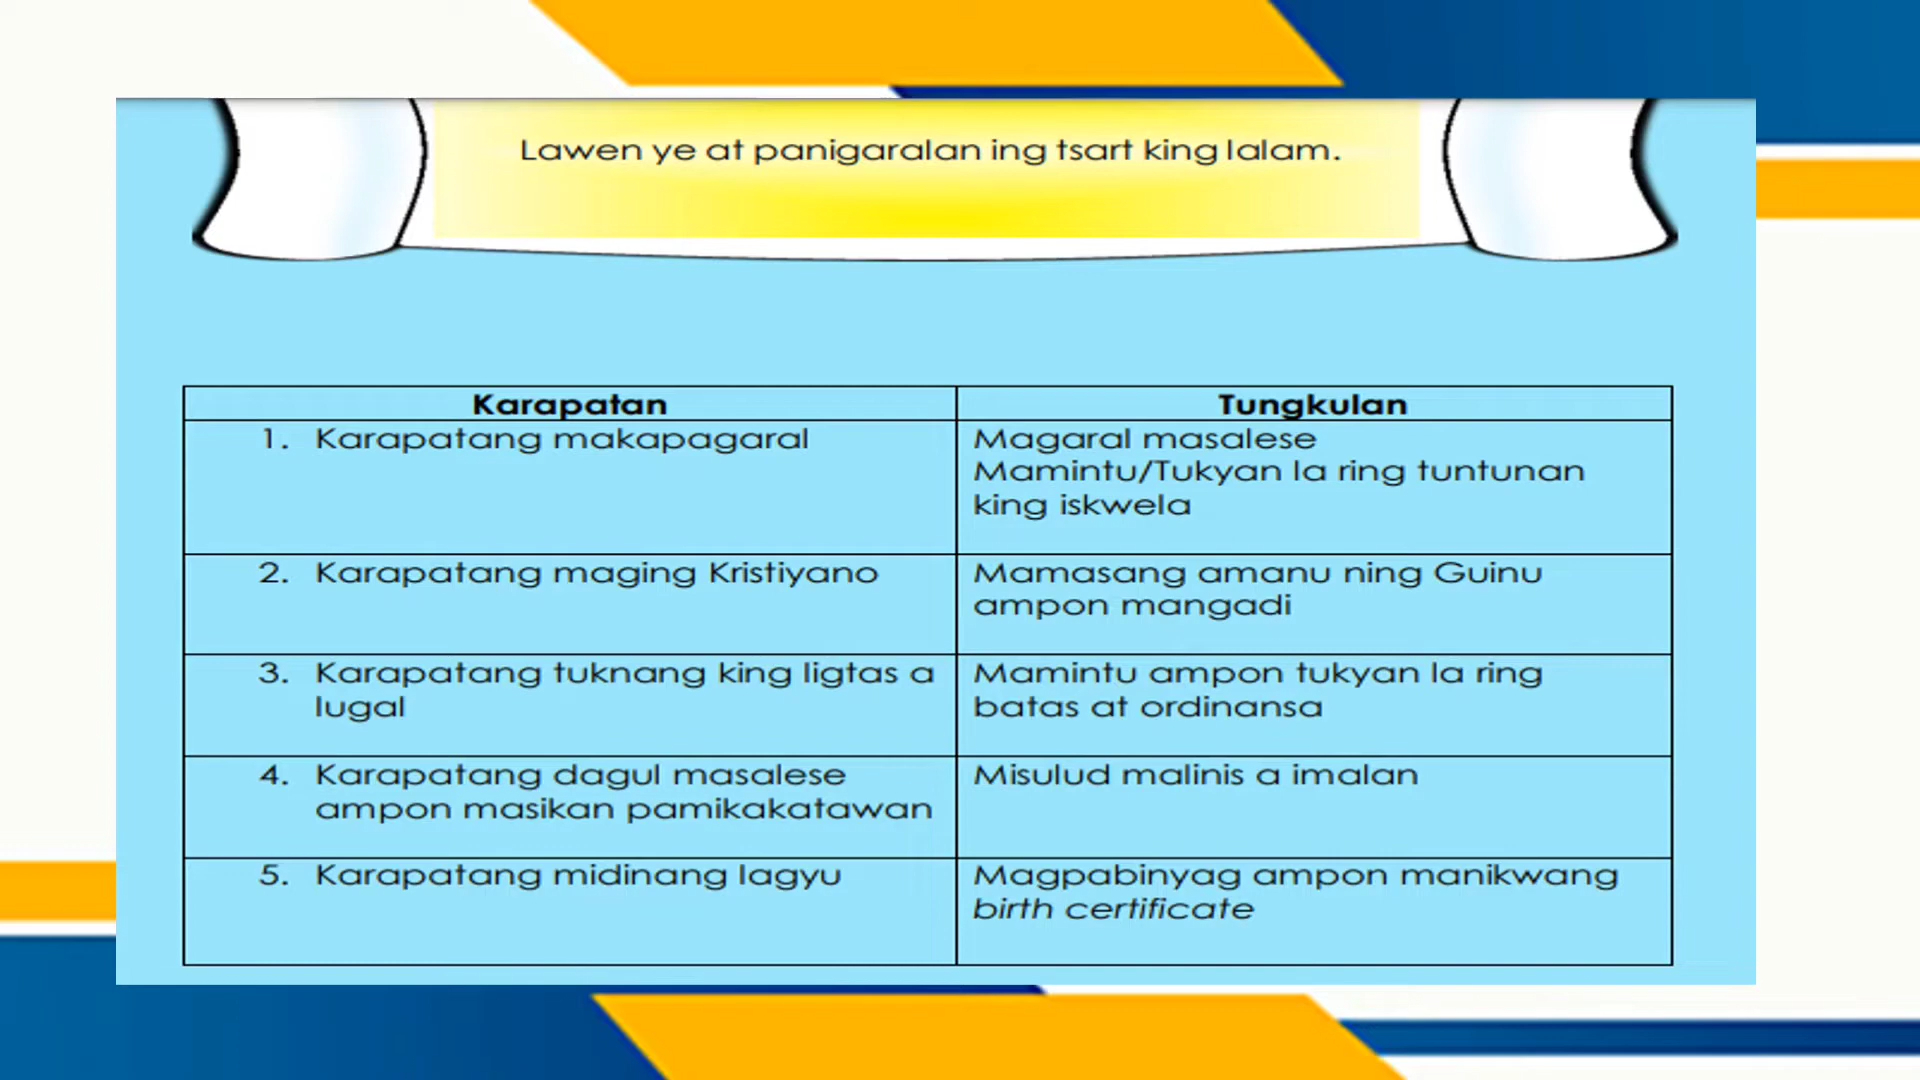 Lawen ye at panigaralan ing tsart king lalam.
Karapatan
Tungkulan
1. Karapatang makapagaral
Magaral masalese
Mamintu/Tukyan la ring tuntunan
king iskwela
2. Karapatang maging Kristiyano
Mamasang amanu ning Guinu
ampon mangadi
3. Karapatang tuknang king ligtas a
lugal
Mamintu ampon tukyan la ring
batas at ordinansa
4. Karapatang dagul masalese
ampon masikan pamikakatawan
Misulud malinis a imalan
5. Karapatang midinang lagyu
Magpabinyag ampon manikwang
birth certificate